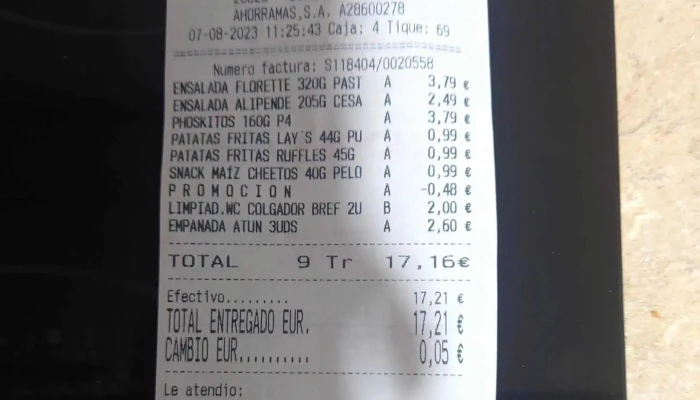 AHORRAMAS,S.A. A28600278
07-08-2023 11:25:43 Caja: 4 Tique: 69
Numero factura: S118404/0020558
ENSALADA FLORETTE 320G PAST A 3,79 €
ENSALADA ALIPENDE 205G CESA A 2,49 €
PHOSKITOS 160G P4 A 3,79 €
PATATAS FRITAS LAY'S 44G PU A 0,99 €
PATATAS FRITAS RUFFLES 45G A 0,99 €
SNACK MAÍZ CHEETOS 40G PELO A 0,99 €
P R O M O C I O N A -0,48 €
LIMPIAD.WC COLGADOR BREF 2U B 2,00 €
EMPANADA ATUN 3UDS A 2,60 €
TOTAL 9 Tr 17,16€
Efectivo......... 17,21 €
TOTAL ENTREGADO EUR. 17,21 €
CAMBIO EUR.......... 0,05 €
Le atendio: